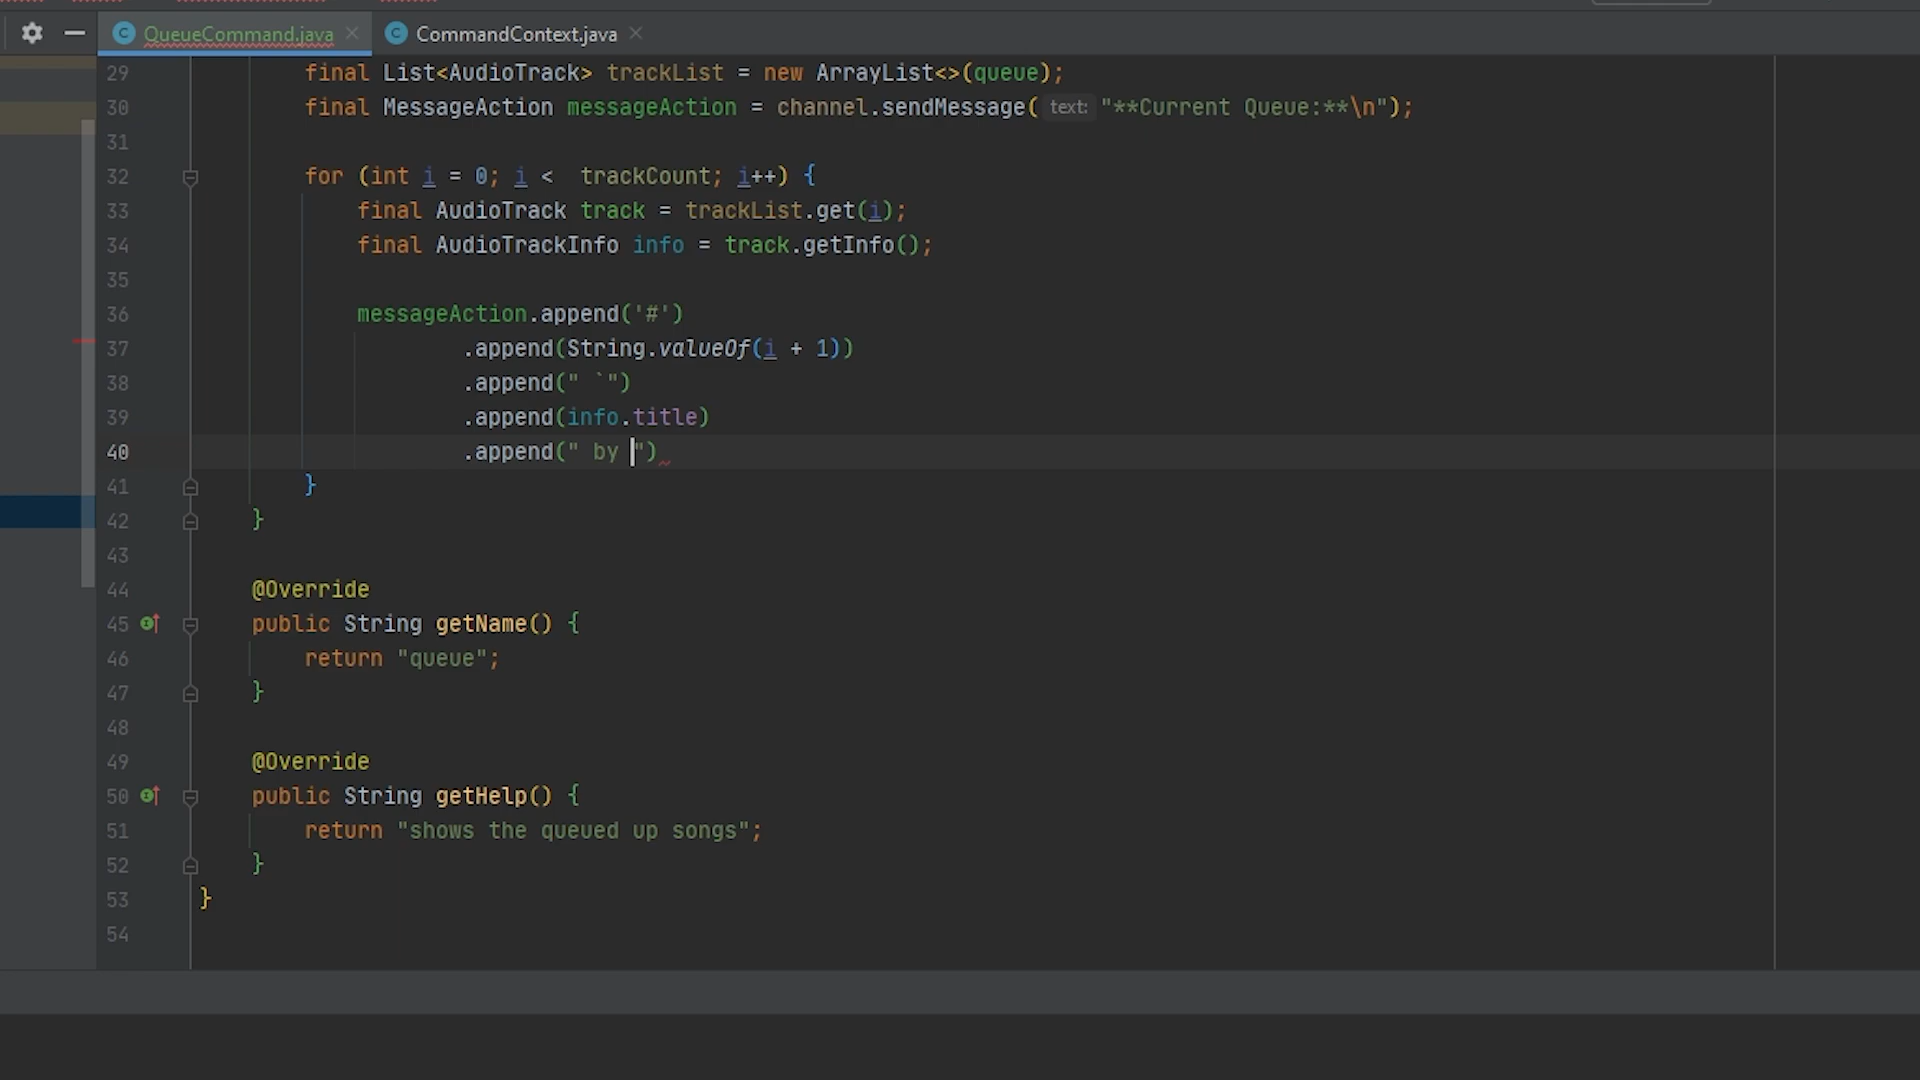 QueueCommand.java CommandContext.java
29 final List<AudioTrack> trackList = new ArrayList<>(queue);
30 final MessageAction messageAction = channel.sendMessage( text: "**Current Queue:**\n");
31
32 for (int i = 0; i <  trackCount; i++) {
33 final AudioTrack track = trackList.get(i);
34 final AudioTrackInfo info = track.getInfo();
35
36 messageAction.append('#')
37 .append(String.valueOf(i + 1))
38 .append(" `")
39 .append(info.title)
40 .append(" by ")
41 }
42 }
43
44 @Override
45 public String getName() {
46 return "queue";
47 }
48
49 @Override
50 public String getHelp() {
51 return "shows the queued up songs";
52 }
53 }
54